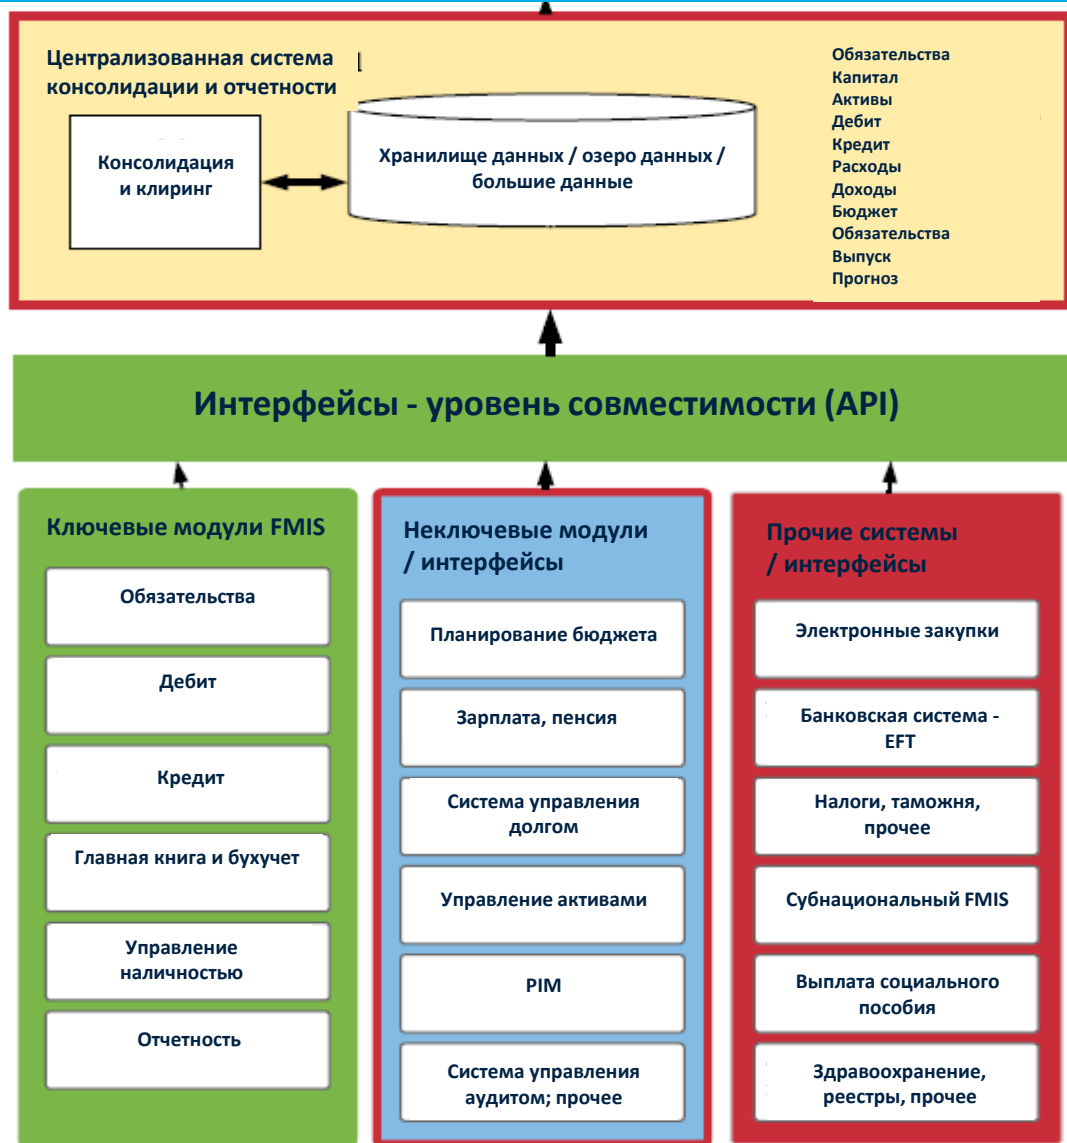 Централизованная система
консолидации и отчетности
Консолидация
и клиринг
Хранилище данных / озеро данных /
большие данные
Обязательства
Капитал
Активы
Дебит
Кредит
Расходы
Доходы
Бюджет
Обязательства
Выпуск
Прогноз
Интерфейсы - уровень совместимости (API)
Ключевые модули FMIS
Обязательства
Дебит
Кредит
Главная книга и бухучет
Управление
наличностью
Отчетность
Неключевые модули
/ интерфейсы
Планирование бюджета
Зарплата, пенсия
Система управления
долгом
Управление активами
PIM
Система управления
аудитом; прочее
Прочие системы
/ интерфейсы
Электронные закупки
Банковская система -
EFT
Налоги, таможня,
прочее
Субнациональный FMIS
Выплата социального
пособия
Здравоохранение,
реестры, прочее